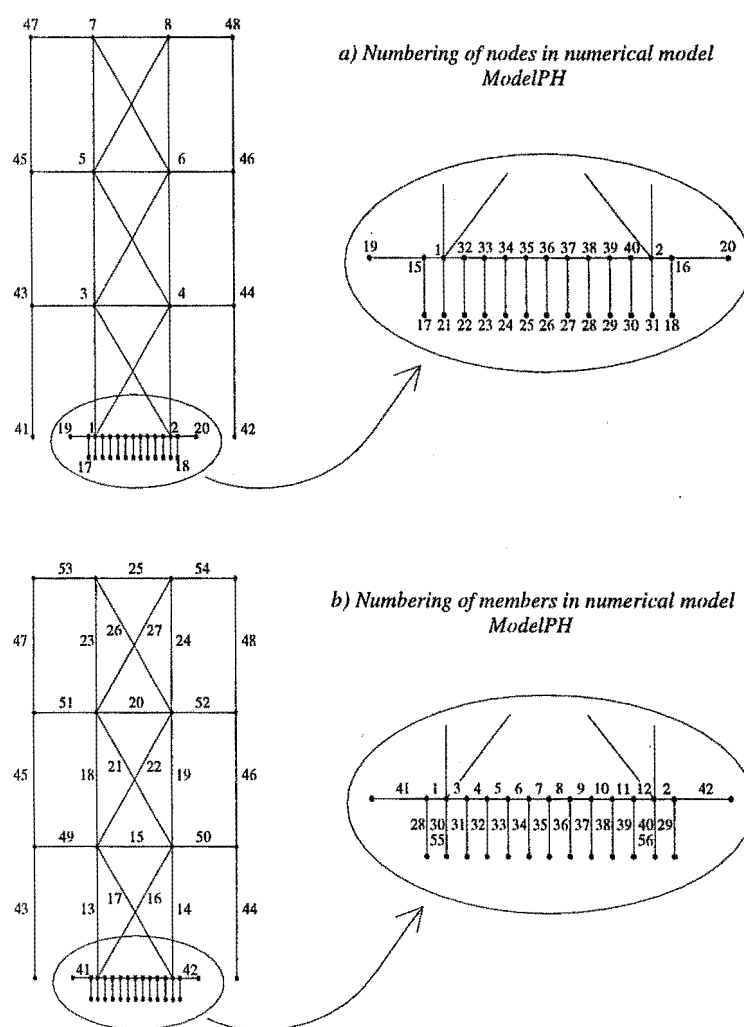 47 7 8 48
a) Numbering of nodes in numerical model
ModelPH
45 5 6 46
19 1 32 33 34 35 36 37 38 39 40 2 20
15 16
43 3 4 44
17 21 22 23 24 25 26 27 28 29 30 31 18
41 19 1 2 20 42
17 18
53 25 54
b) Numbering of members in numerical model
ModelPH
47 23 26 27 24 48
51 20 52
45 18 21 22 19 46
41 1 3 4 5 6 7 8 9 10 11 12 2 42
28 30 31 32 33 34 35 36 37 38 39 40 29
55 56
49 15 50
43 13 17 16 14 44
41 42